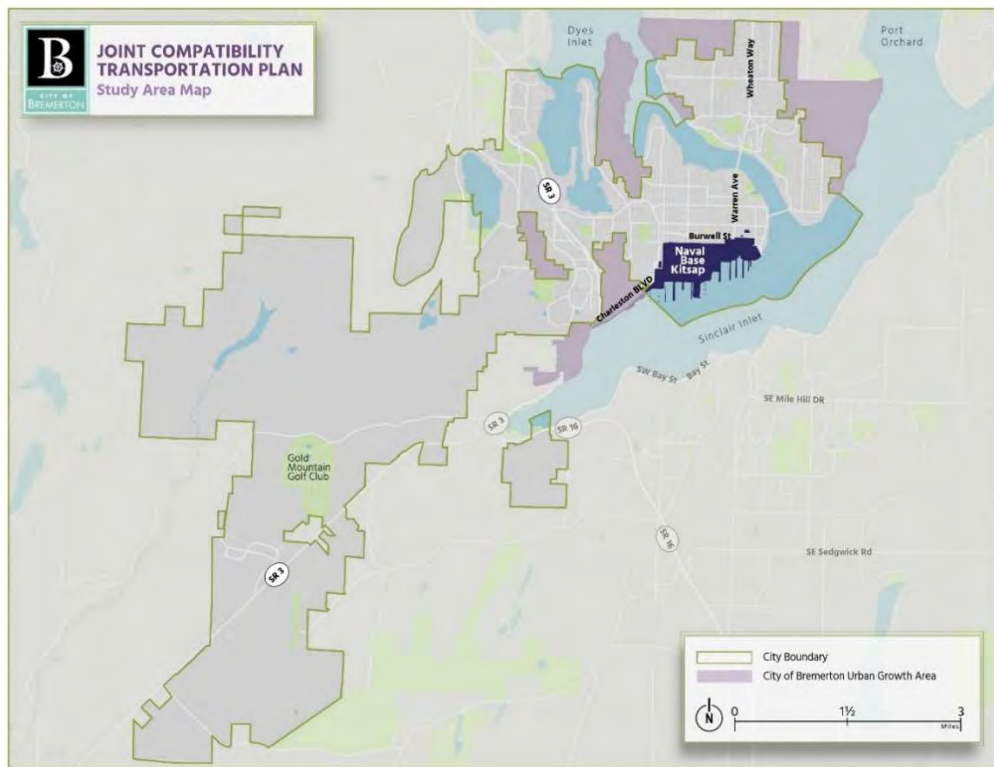 B
CITY OF
BREMERTON
JOINT COMPATIBILITY
TRANSPORTATION PLAN
Study Area Map
Dyes
Inlet
Port
Orchard
Wheaton Way
SR 3
Warren Ave
Burwell St
Naval
Base
Kitsap
Charleston BLVD
Sinclair Inlet
SW Bay St
Bay St
SE Mile Hill DR
SR 3
SR 16
Gold
Mountain
Golf Club
SR 16
SE Sedgwick Rd
SR 3
City Boundary
City of Bremerton Urban Growth Area
N
0 1½ 3
Miles